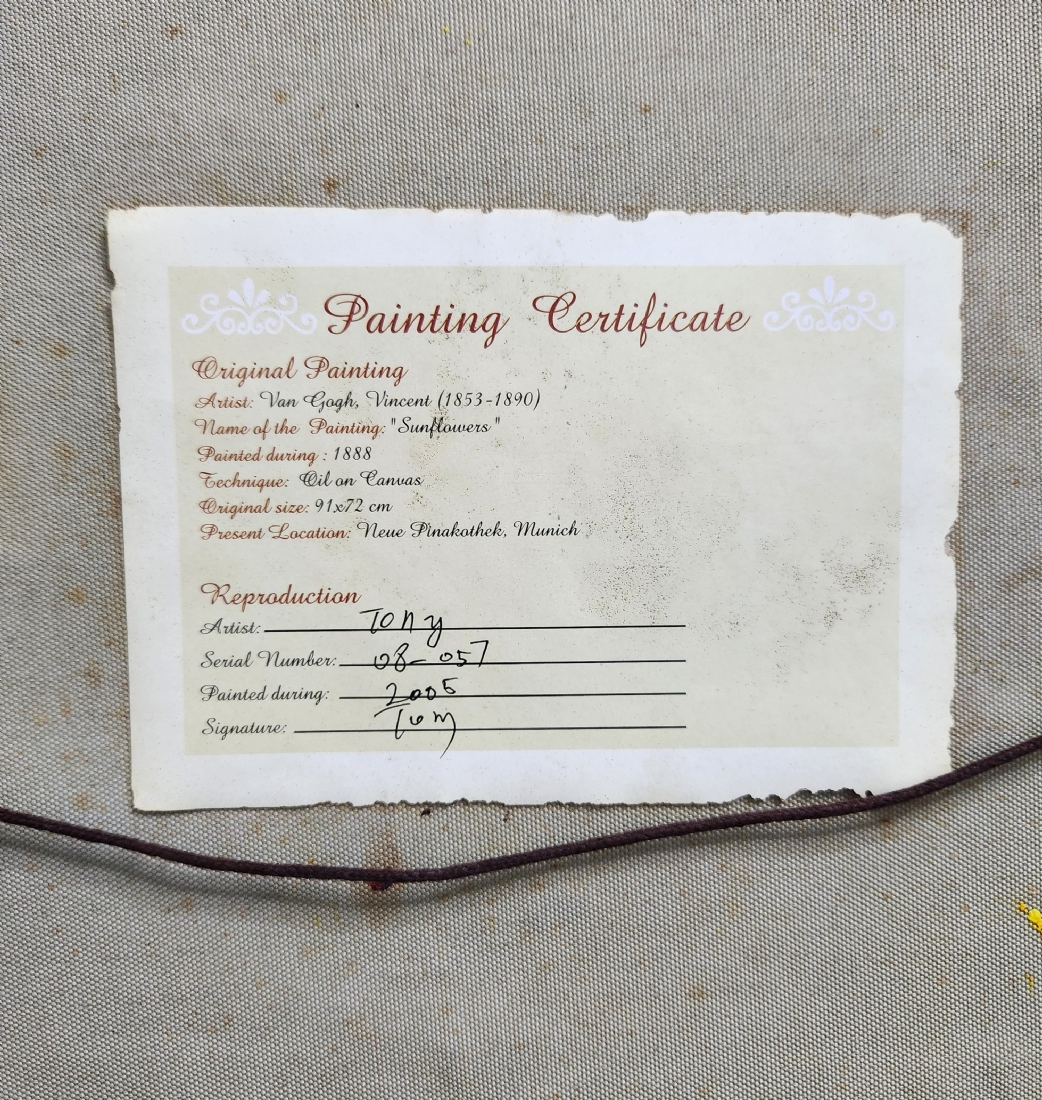 Painting Certificate
Original Painting
Artist: Van Gogh, Vincent (1853-1890)
Name of the Painting: "Sunflowers"
Painted during : 1888
Technique: Oil on Canvas
Original size: 91x72 cm
Present Location: Neue Pinakothek, Munich
Reproduction
Artist: Tony
Serial Number: 08-057
Painted during: 2005
Signature: Tony